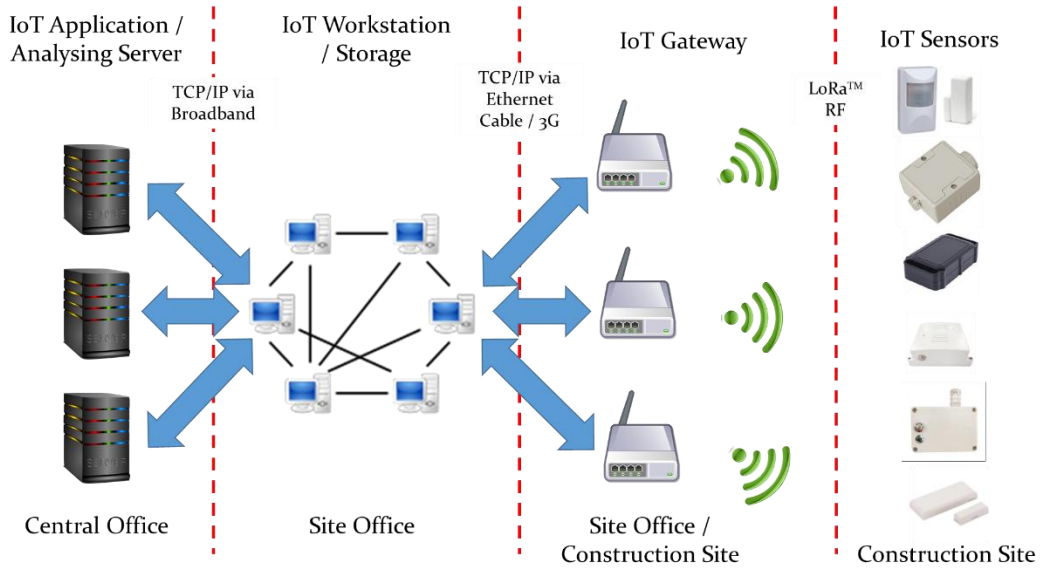 IoT Application /
Analysing Server
IoT Workstation
/ Storage
IoT Gateway
IoT Sensors
TCP/IP via
Broadband
TCP/IP via
Ethernet
Cable / 3G
LoRa™
RF
Central Office
Site Office
Site Office /
Construction Site
Construction Site